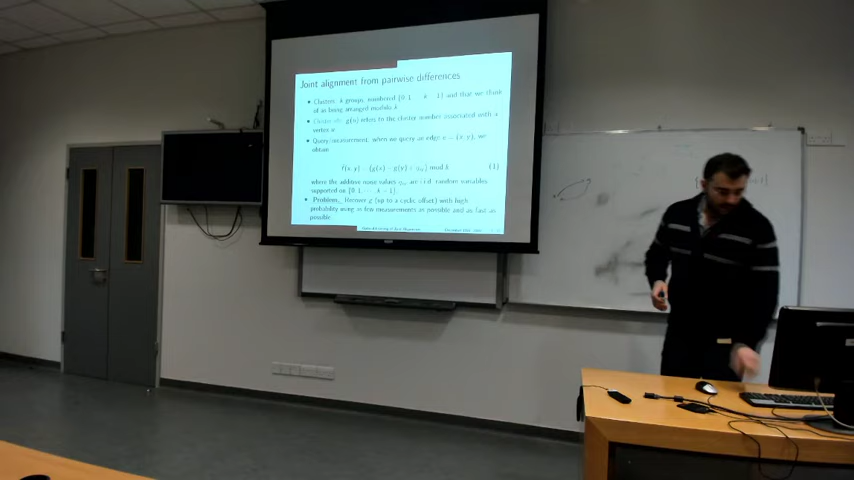 Joint alignment from pairwise differences
Clusters: k groups, numbered {0, 1, k - 1} and that we think
of as being arranged modulo k.
Cluster ids: g(u) refers to the cluster number associated with a
vertex
Query/measurement: when we query an edge e = (x, y), we
obtain
mod k (1)
where the additive noise values are i.i.d. random variables
supported on {0, 1, , k - 1}.
Problem: Recover g (up to a cyclic offset) with high
probability using as few measurements as possible and as fast as
possible.